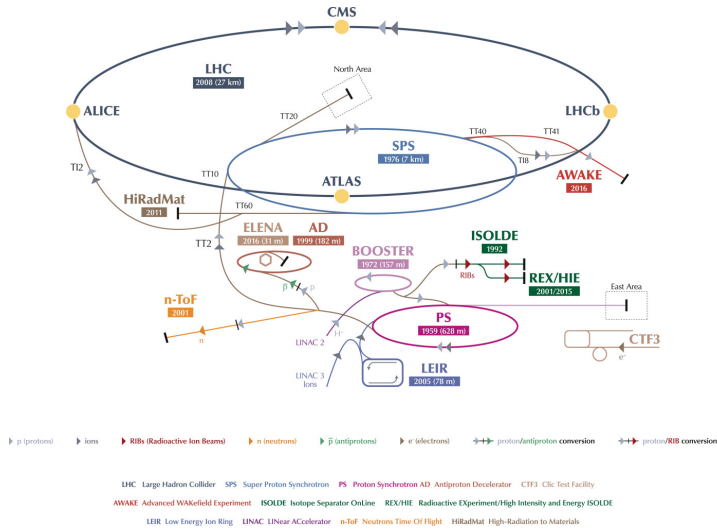 CMS
LHC
2008 (27 km)
North Area
ALICE
LHCb
TT20
TT40
TT41
SPS
1976 (7 km)
TI8
TI2
TT10
AWAKE
2016
ATLAS
HiRadMat
2011
TT60
ELENA
2016 (31 m)
AD
1999 (182 m)
TT2
BOOSTER
1972 (157 m)
ISOLDE
1992
RIBs
REX/HIE
2001/2015
p̅
p
n-ToF
2001
n
East Area
LINAC 2
H⁻
PS
1959 (628 m)
CTF3
e⁻
LINAC 3
Ions
LEIR
2005 (78 m)
p (protons)
ions
RIBs (Radioactive Ion Beams)
n (neutrons)
p̅ (antiprotons)
e⁻ (electrons)
proton/antiproton conversion
proton/RIB conversion
LHC Large Hadron Collider SPS Super Proton Synchrotron PS Proton Synchrotron AD Antiproton Decelerator CTF3 Clic Test Facility
AWAKE Advanced WAKefield Experiment ISOLDE Isotope Separator OnLine REX/HIE Radioactive EXperiment/High Intensity and Energy ISOLDE
LEIR Low Energy Ion Ring LINAC LINear ACcelerator n-ToF Neutrons Time Of Flight HiRadMat High-Radiation to Materials